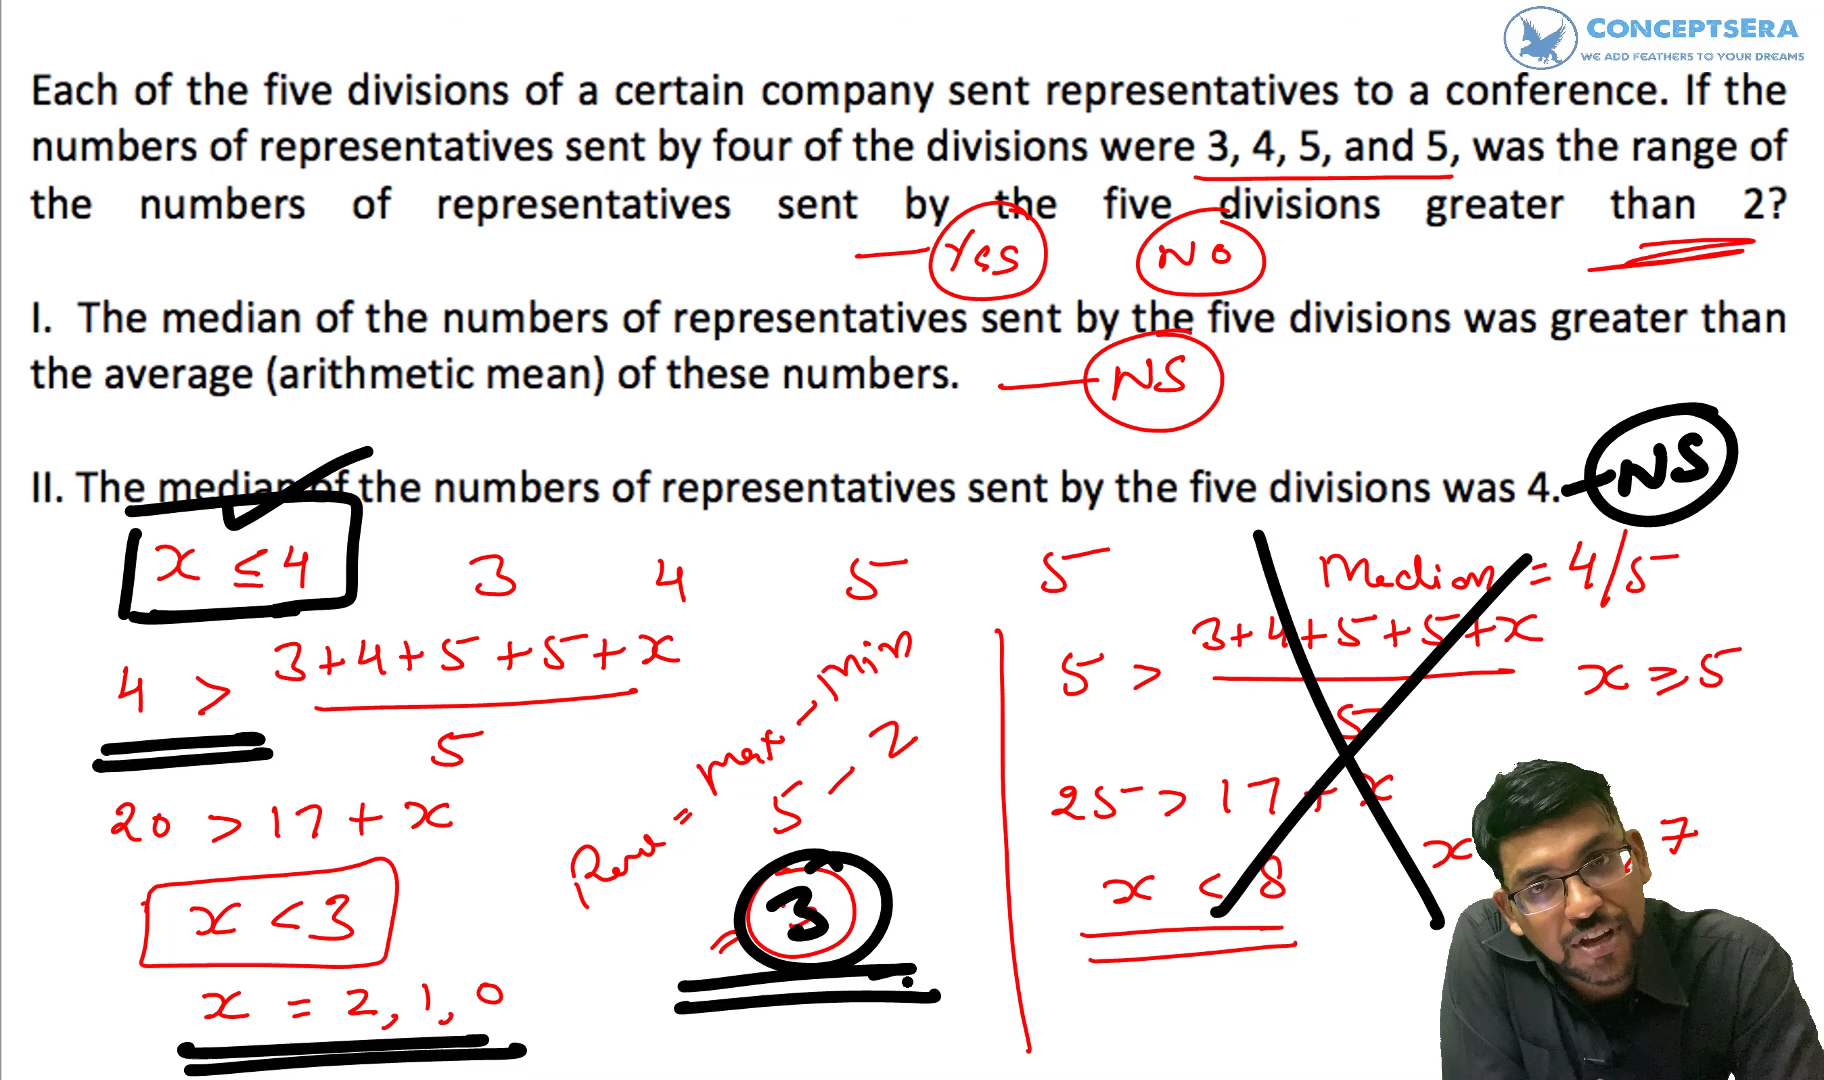 CONCEPTSERA
WE ADD FEATHERS TO YOUR DREAMS
Each of the five divisions of a certain company sent representatives to a conference. If the
numbers of representatives sent by four of the divisions were 3, 4, 5, and 5, was the range of
the numbers of representatives sent by the five divisions greater than 2?
Yes NO
I. The median of the numbers of representatives sent by the five divisions was greater than
the average (arithmetic mean) of these numbers.
NS
II. The median of the numbers of representatives sent by the five divisions was 4.
NS
x ≤ 4 3 4 5 5
Median = 4/5
4 > 3+4+5+5+x
5
20 > 17 + x
x < 3
x = 2, 1, 0
= max - Min
5 - 2
= 3
5 > 3+4+5+5+x
5
x ≥ 5
25 > 17 + x
x < 8
x
7